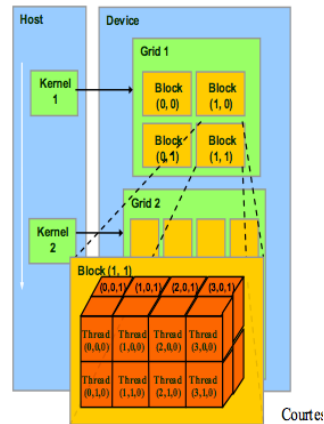 Host
Device
Grid 1
Kernel
1
Block
(0, 0)
Block
(1, 0)
Block
(0, 1)
Block
(1, 1)
Grid 2
Kernel
2
Block (1, 1)
(0,0,1) (1,0,1) (2,0,1) (3,0,1)
Thread Thread Thread Thread
(0,0,0) (1,0,0) (2,0,0) (3,0,0)
Thread Thread Thread Thread
(0,1,0) (1,1,0) (2,1,0) (3,1,0)
Courtes